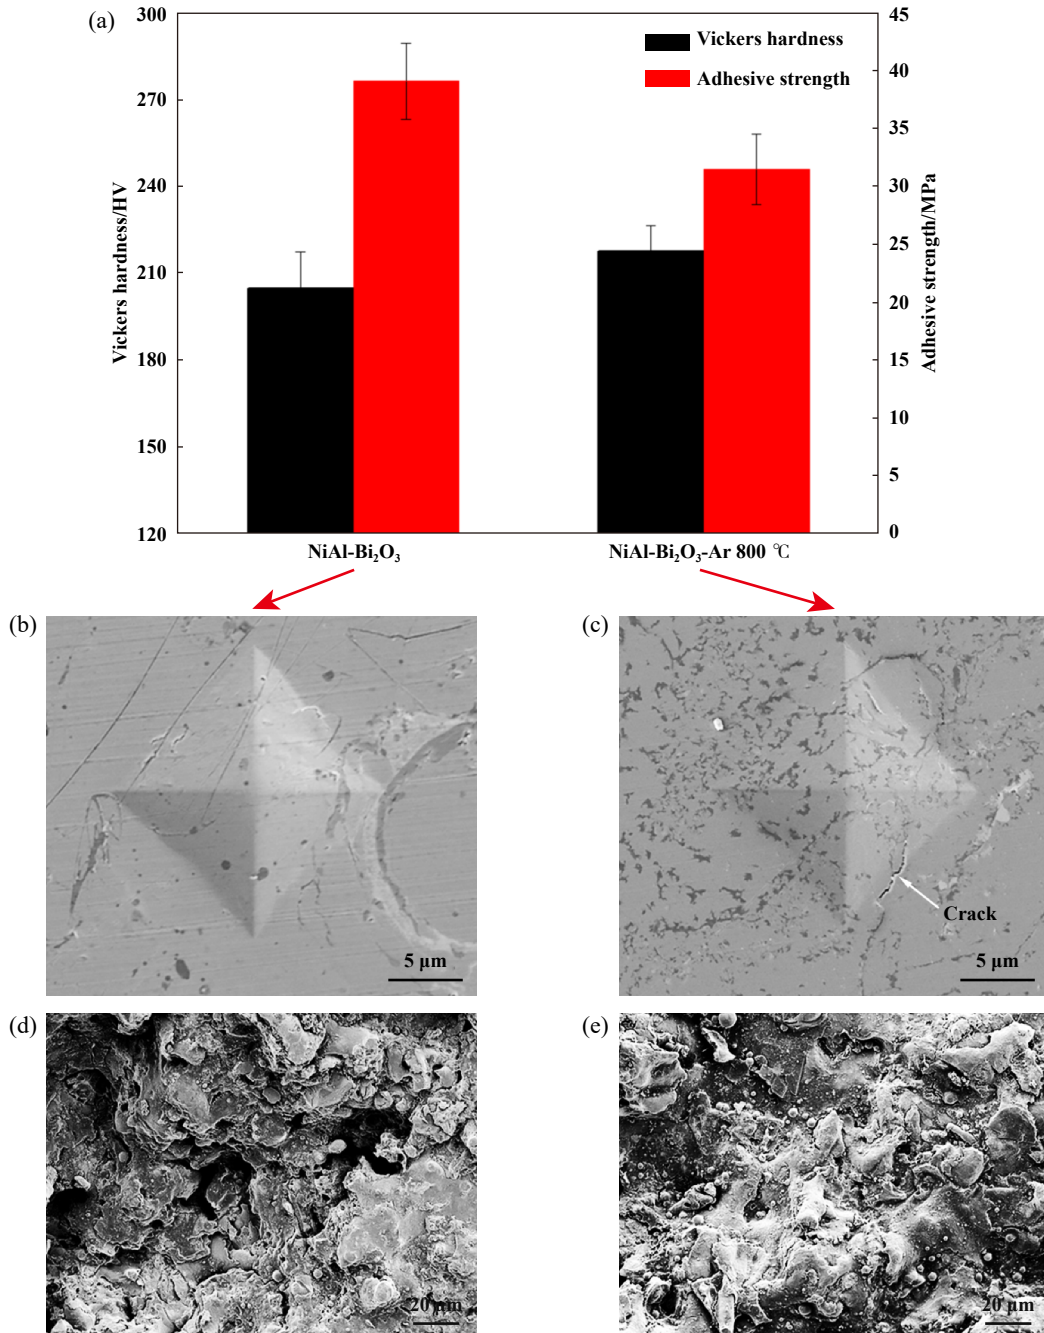 (a)
300
270
240
210
180
150
120
Vickers hardness/HV
Vickers hardness
Adhesive strength
45
40
35
30
25
20
15
10
5
0
Adhesive strength/MPa
NiAl-Bi₂O₃
NiAl-Bi₂O₃-Ar 800 ℃
(b)
5 μm
(c)
Crack
5 μm
(d)
20 μm
(e)
20 μm